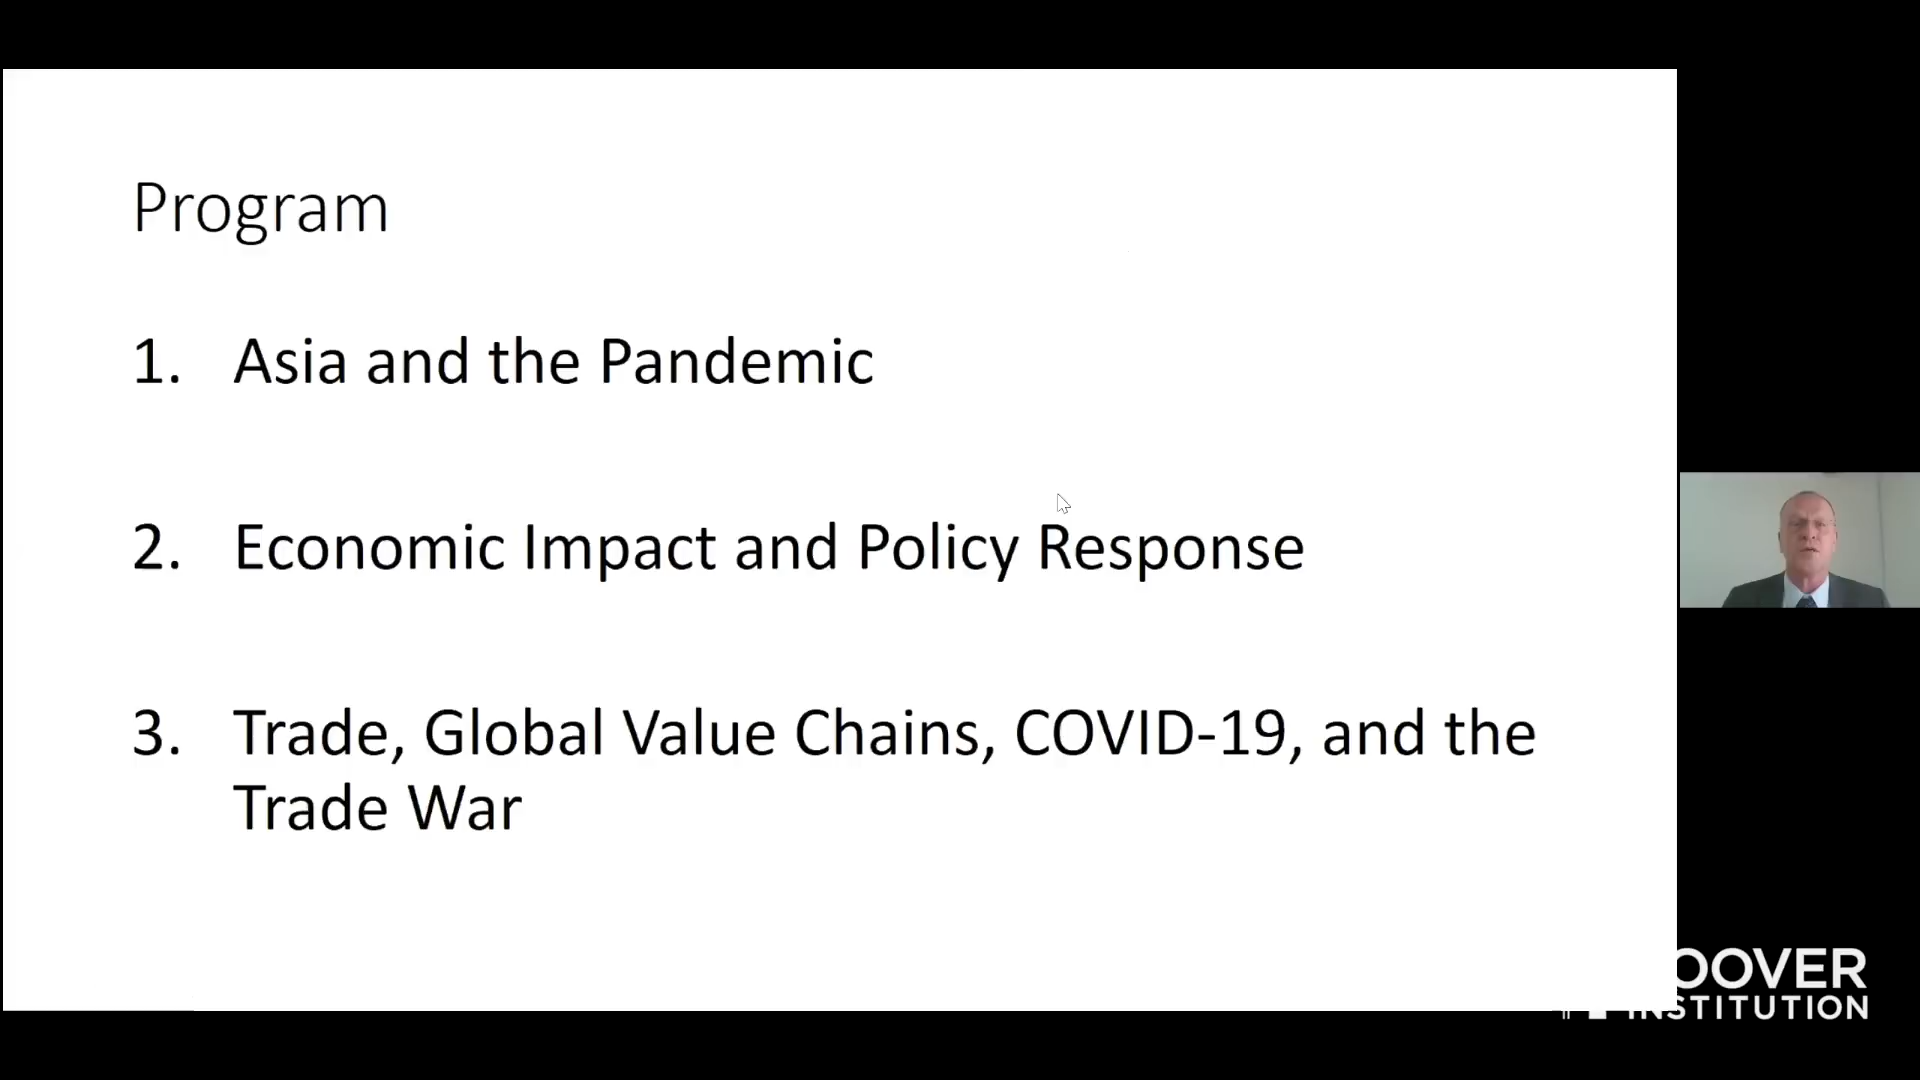 Program
1. Asia and the Pandemic
2. Economic Impact and Policy Response
3. Trade, Global Value Chains, COVID-19, and the
Trade War
OOVER
INSTITUTION